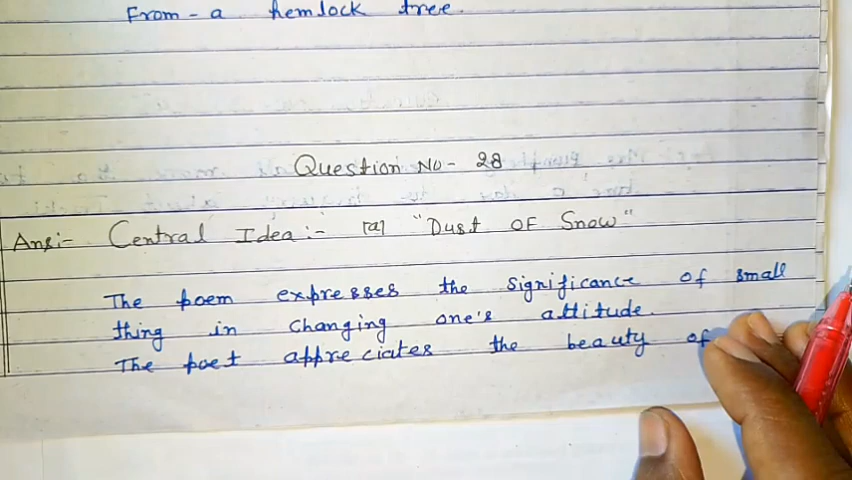 From - a hemlock tree.
Question No - 28
Ans:- Central Idea:- [a] "Dust OF Snow"
The poem expresses the significance of small
thing in changing one's attitude.
The poet appreciates the beauty of